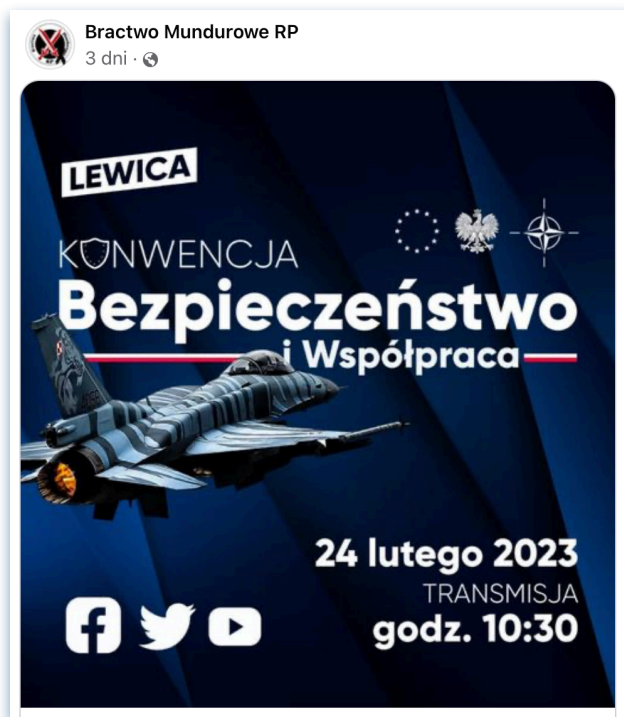 Bractwo Mundurowe RP
3 dni ·
LEWICA
KONWENCJA
Bezpieczeństwo
i Współpraca
24 lutego 2023
TRANSMISJA
godz. 10:30